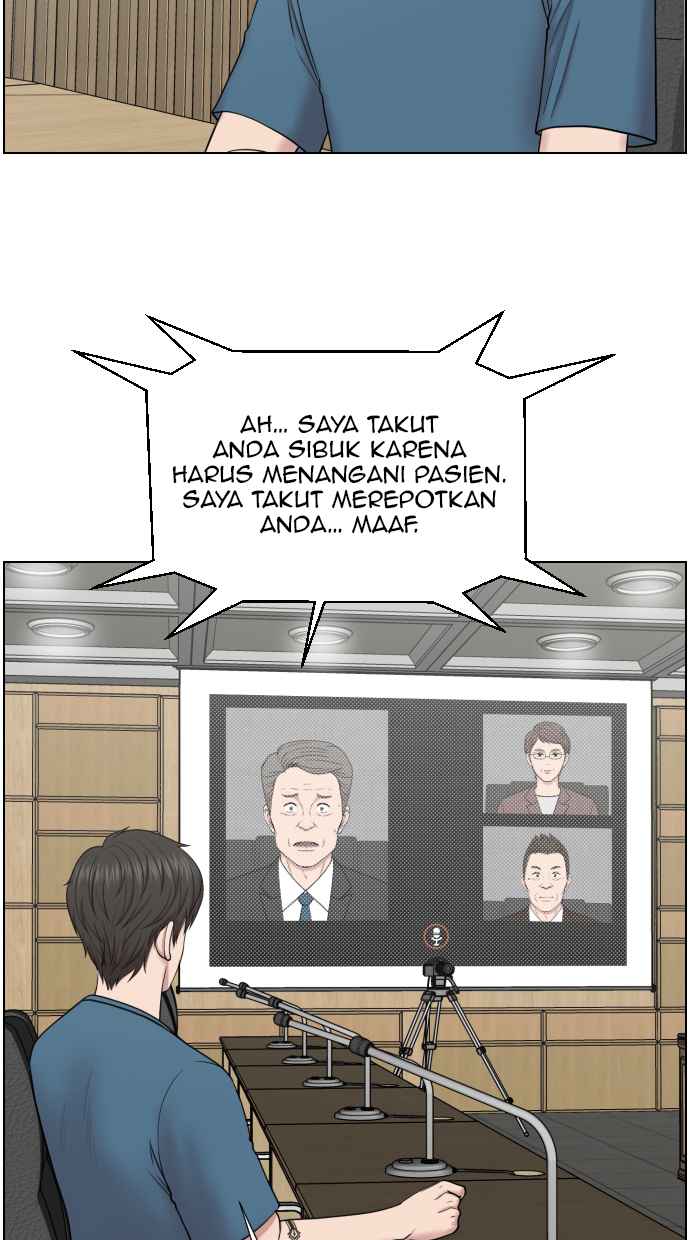 AH... SAYA TAKUT
ANDA SIBUK KARENA
HARUS MENANGANI PASIEN.
SAYA TAKUT MEREPOTKAN
ANDA... MAAF.